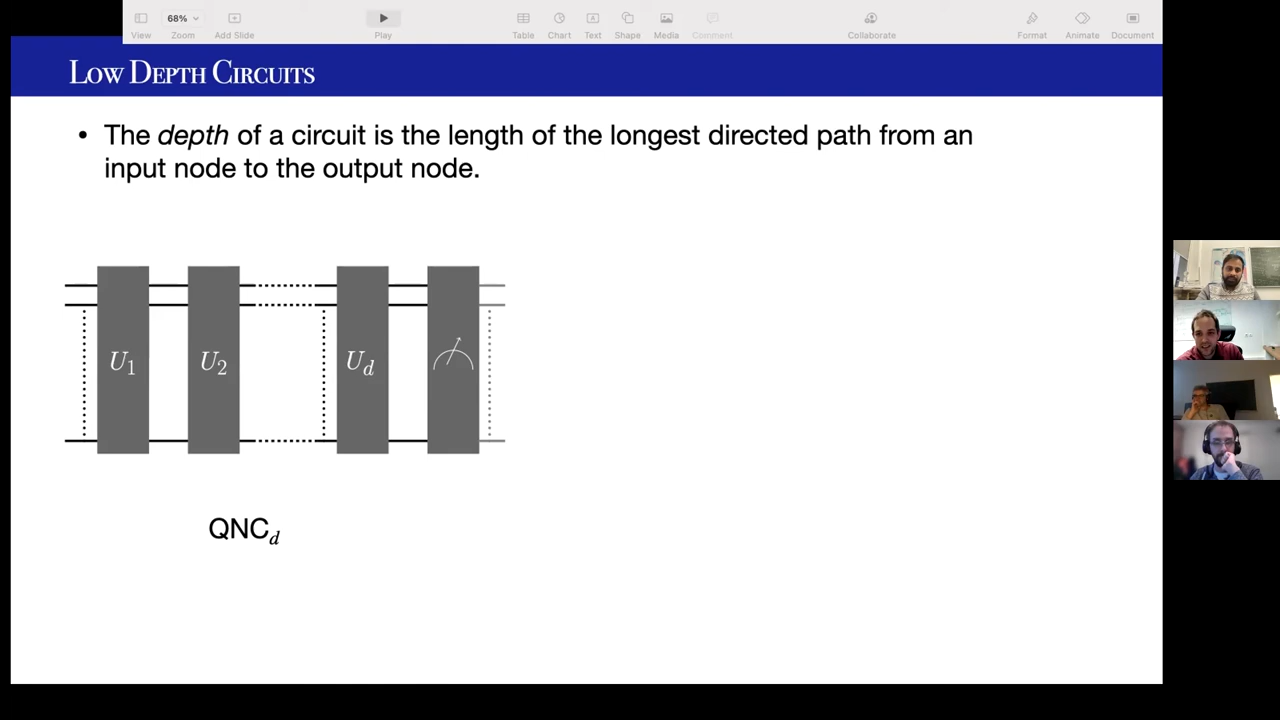 68%
View
Zoom
Add Slide
Play
Table
Chart
Text
Shape
Media
Comment
Collaborate
Format
Animate
Document
LOW DEPTH CIRCUITS
• The depth of a circuit is the length of the longest directed path from an
input node to the output node.
U₁
U₂
U_d
QNC_d